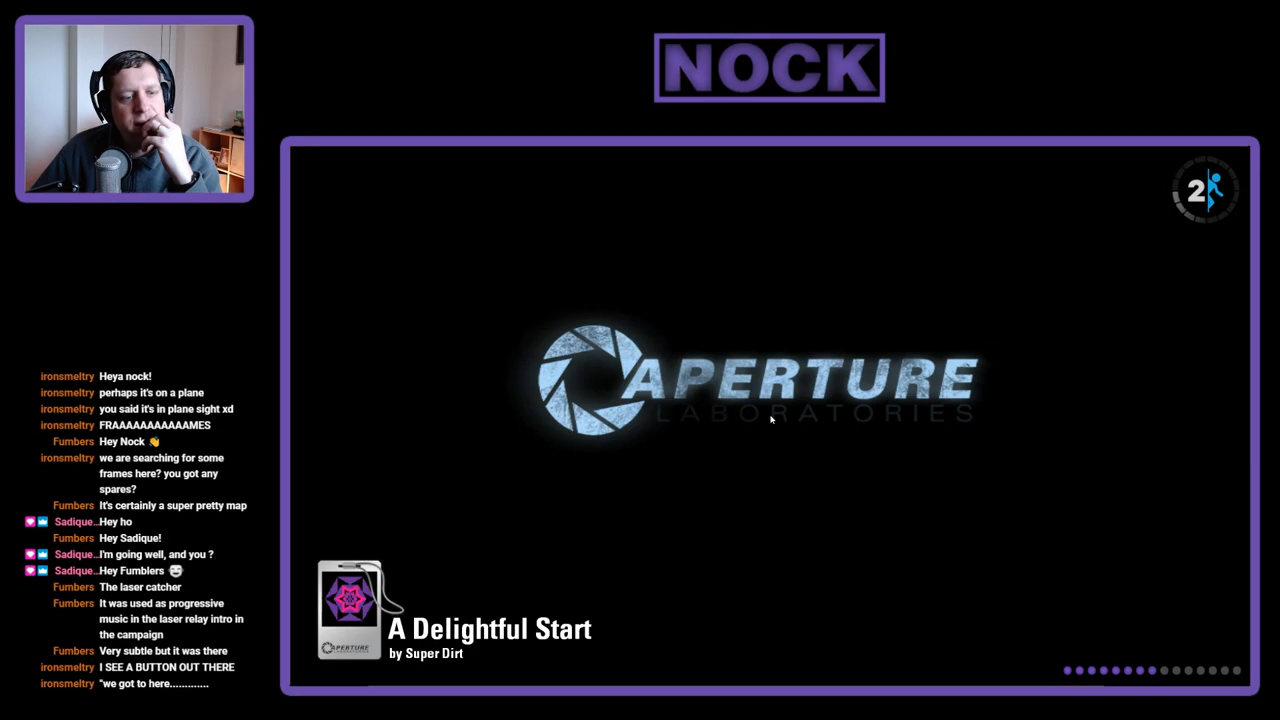 NOCK
2
APERTURE
LABORATORIES
ironsmeltry Heya nock!
ironsmeltry perhaps it's on a plane
ironsmeltry you said it's in plane sight xd
ironsmeltry FRAAAAAAAAAAAMES
Fumbers Hey Nock 👏
ironsmeltry we are searching for some
frames here? you got any
spares?
Fumbers It's certainly a super pretty map
Sadique... Hey ho
Fumbers Hey Sadique!
Sadique... I'm going well, and you ?
Sadique... Hey Fumblers
Fumbers The laser catcher
Fumbers It was used as progressive
music in the laser relay intro in
the campaign
Fumbers Very subtle but it was there
ironsmeltry I SEE A BUTTON OUT THERE
ironsmeltry "we got to here.............
APERTURE
A Delightful Start
by Super Dirt